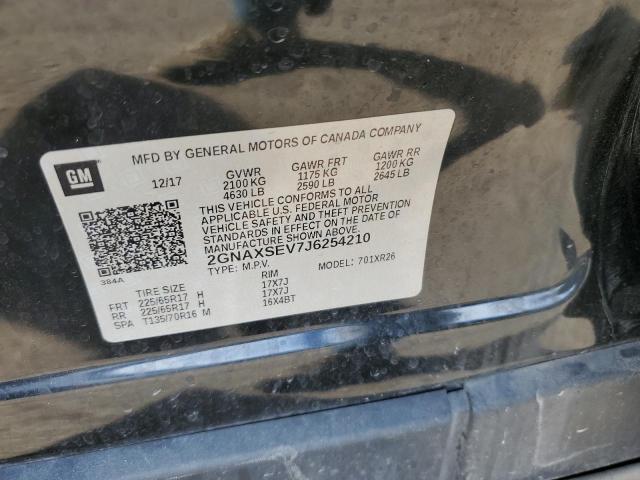 MFD BY GENERAL MOTORS OF CANADA COMPANY
GM
12/17 GVWR GAWR FRT GAWR RR
2100 KG 1175 KG 1200 KG
4630 LB 2590 LB 2645 LB
THIS VEHICLE CONFORMS TO ALL
APPLICABLE U.S. FEDERAL MOTOR
VEHICLE SAFETY AND THEFT PREVENTION
STANDARDS IN EFFECT ON THE DATE OF
MANUFACTURE SHOWN ABOVE.
2GNAXSEV7J6254210
TYPE: M.P.V. MODEL: 701XR26
384A
TIRE SIZE RIM
FRT 225/65R17 H 17X7J
RR 225/65R17 H 17X7J
SPA T135/70R16 M 16X4BT